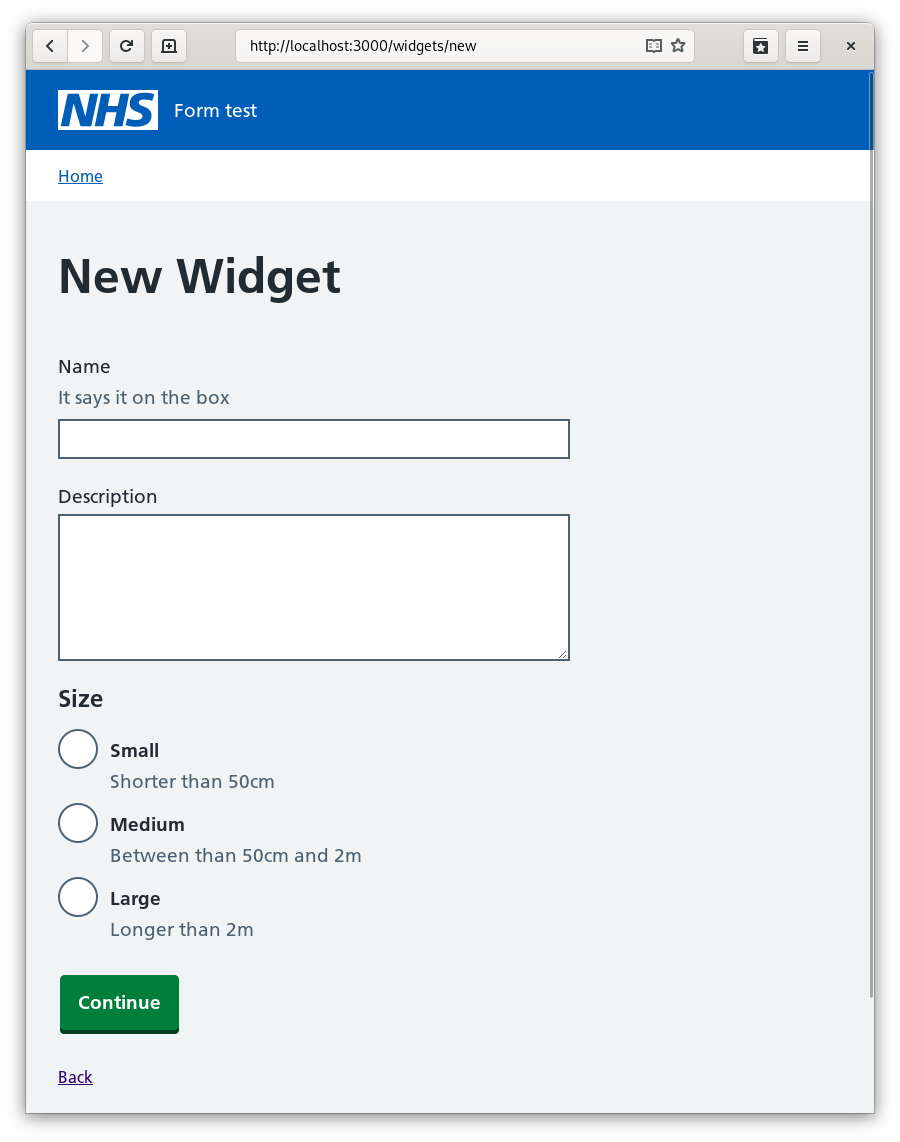 http://localhost:3000/widgets/new
NHS Form test
Home
New Widget
Name
It says it on the box
Description
Size
Small
Shorter than 50cm
Medium
Between than 50cm and 2m
Large
Longer than 2m
Continue
Back